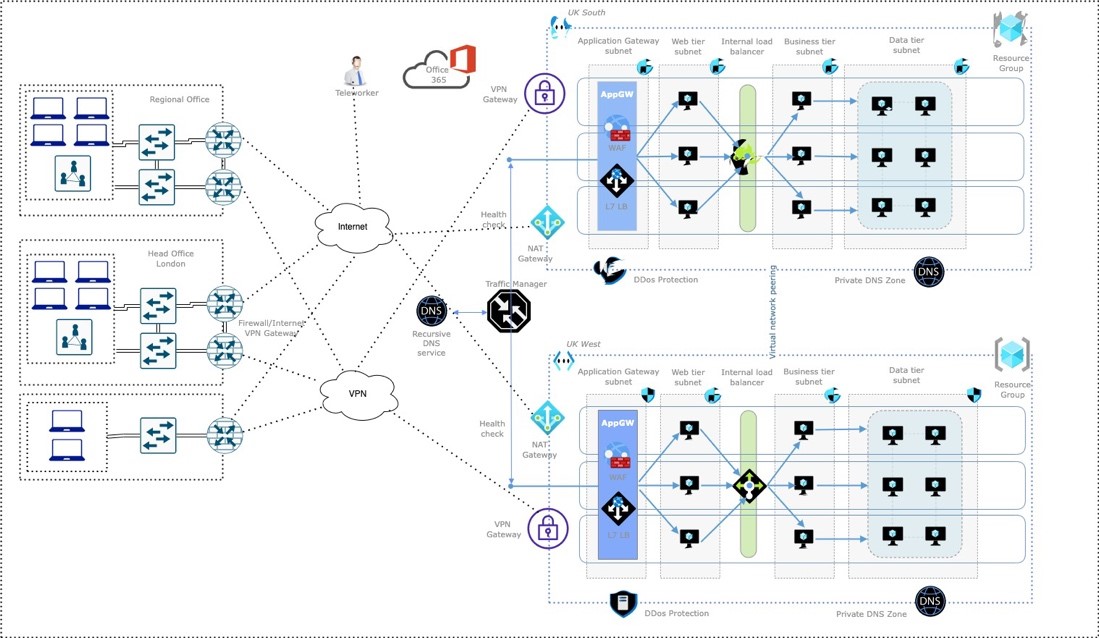 UK South
Application Gateway
subnet
Web tier
subnet
Internal load
balancer
Business tier
subnet
Data tier
subnet
Resource
Group
Office
365
Teleworker
VPN
Gateway
Regional Office
AppGW
WAF
L7 LB
Internet
Health
check
NAT
Gateway
Head Office
London
DDos Protection
Private DNS Zone
DNS
Traffic Manager
DNS
Recursive
DNS
service
Firewall/Internet
VPN Gateway
Virtual network peering
UK West
Application Gateway
subnet
Web tier
subnet
Internal load
balancer
Business tier
subnet
Data tier
subnet
Resource
Group
VPN
AppGW
WAF
L7 LB
Health
check
NAT
Gateway
VPN
Gateway
DDos Protection
Private DNS Zone
DNS